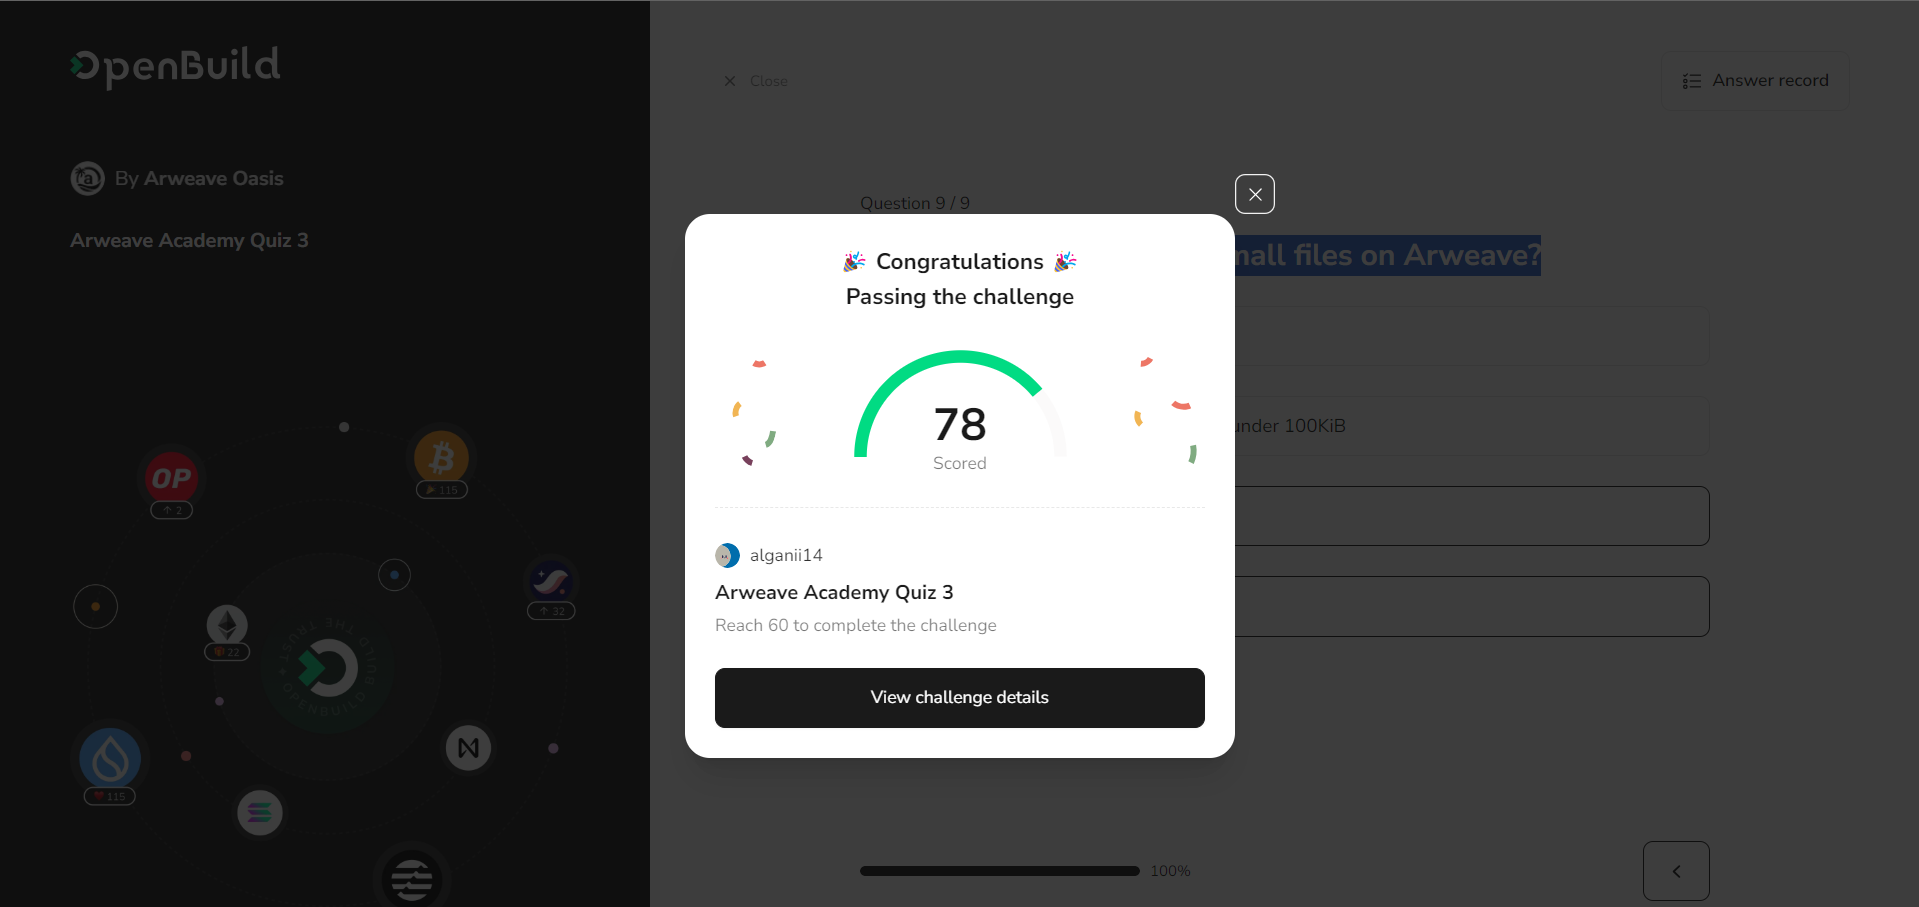 OpenBuild
By Arweave Oasis
Arweave Academy Quiz 3
OP
↑ 2
115
22
↑ 32
115
BUILD THE TRUST • OPENBUILD
× Close
Answer record
Question 9 / 9
mall files on Arweave?
under 100KiB
🎉 Congratulations 🎉
Passing the challenge
78
Scored
alganii14
Arweave Academy Quiz 3
Reach 60 to complete the challenge
View challenge details
100%